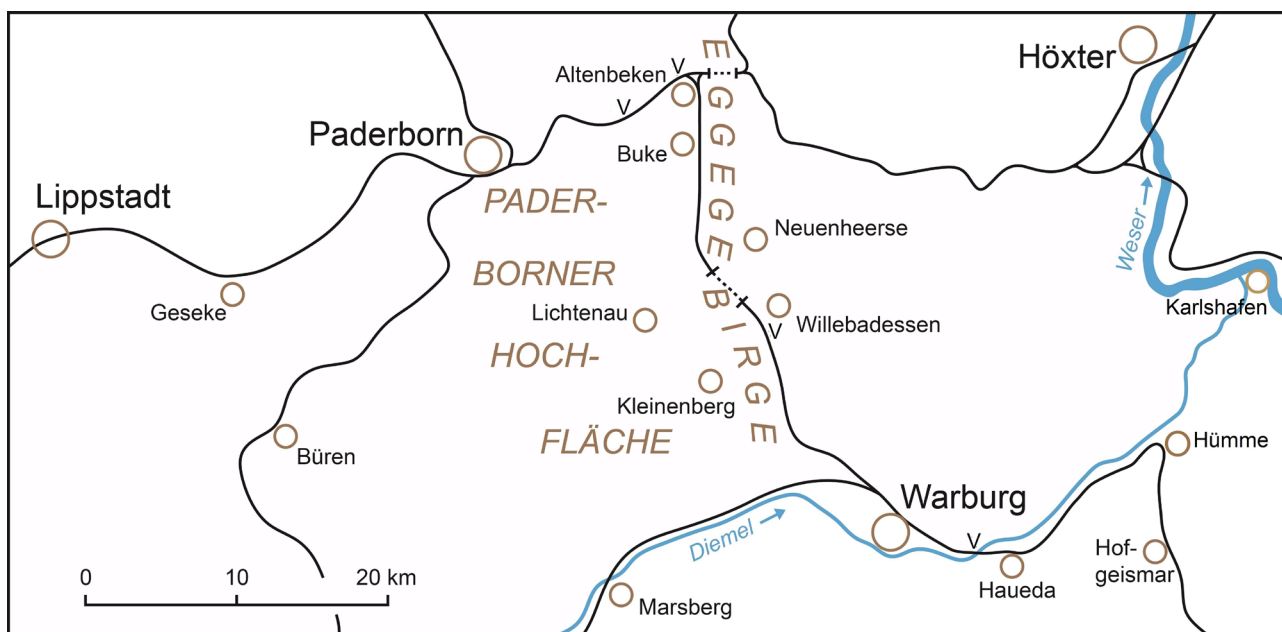 Höxter
Altenbeken
V
V
Paderborn
Buke
EGGEGEBIRGE
Lippstadt
PADER-
BORNER
HOCH-
FLÄCHE
Neuenheerse
Weser
Geseke
Lichtenau
Willebadessen
V
Karlshafen
Kleinenberg
Büren
Hümme
Warburg
Diemel
V
Hof-
geismar
Haueda
Marsberg
0 10 20 km